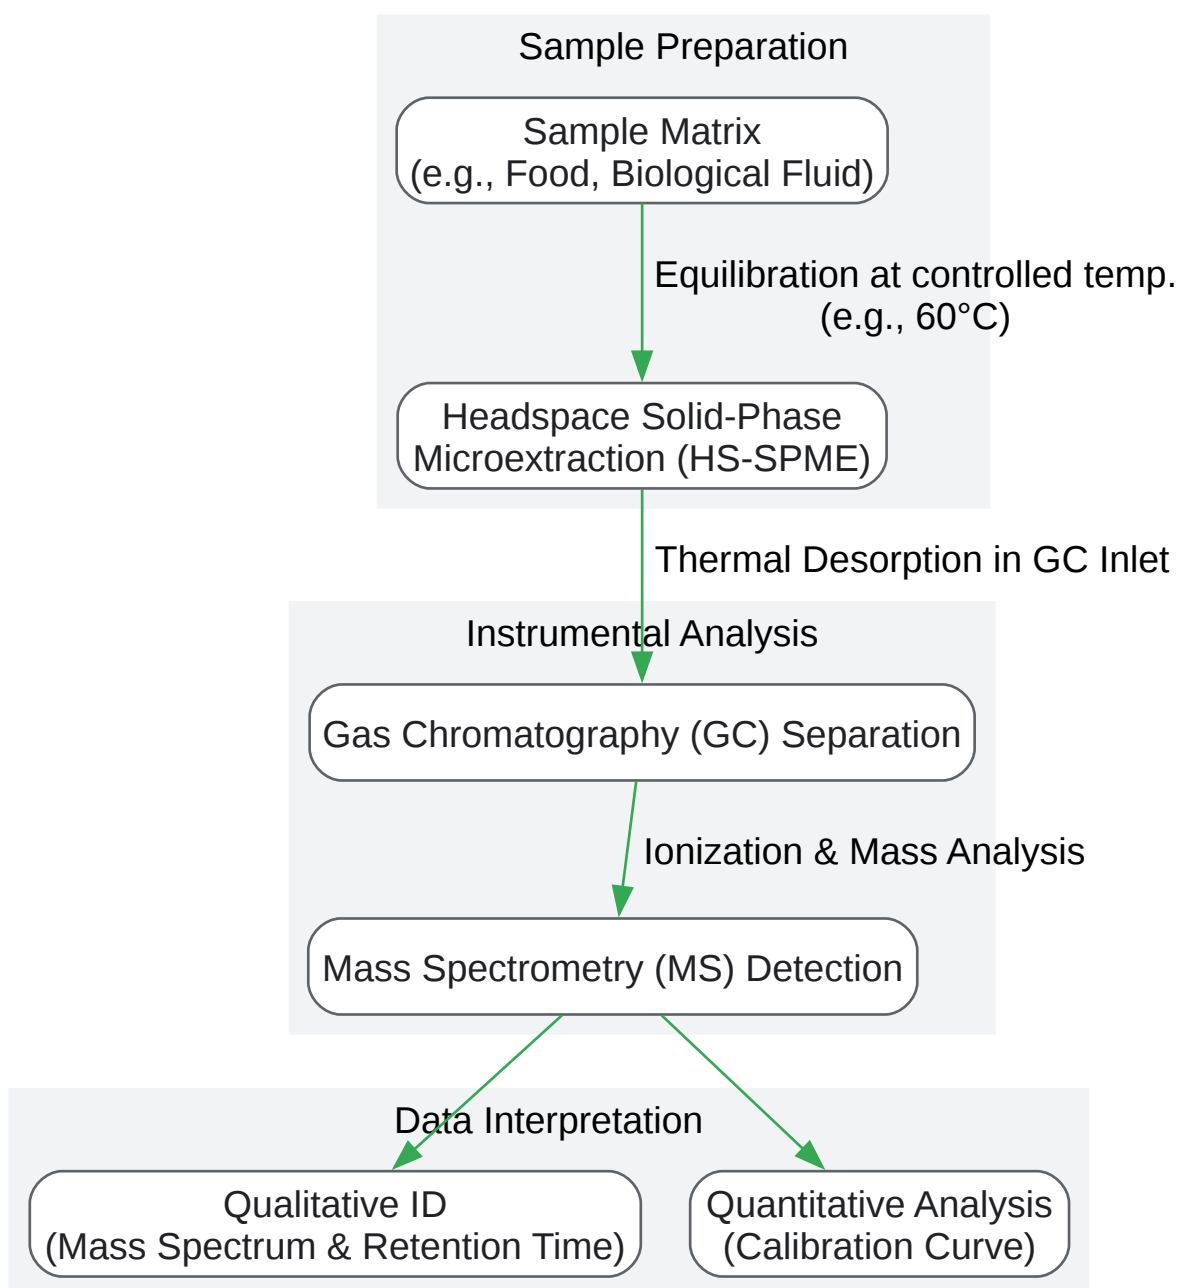 Sample Preparation
Sample Matrix
(e.g., Food, Biological Fluid)
Equilibration at controlled temp.
(e.g., 60°C)
Headspace Solid-Phase
Microextraction (HS-SPME)
Thermal Desorption in GC Inlet
Instrumental Analysis
Gas Chromatography (GC) Separation
Ionization & Mass Analysis
Mass Spectrometry (MS) Detection
Data Interpretation
Qualitative ID
(Mass Spectrum & Retention Time)
Quantitative Analysis
(Calibration Curve)